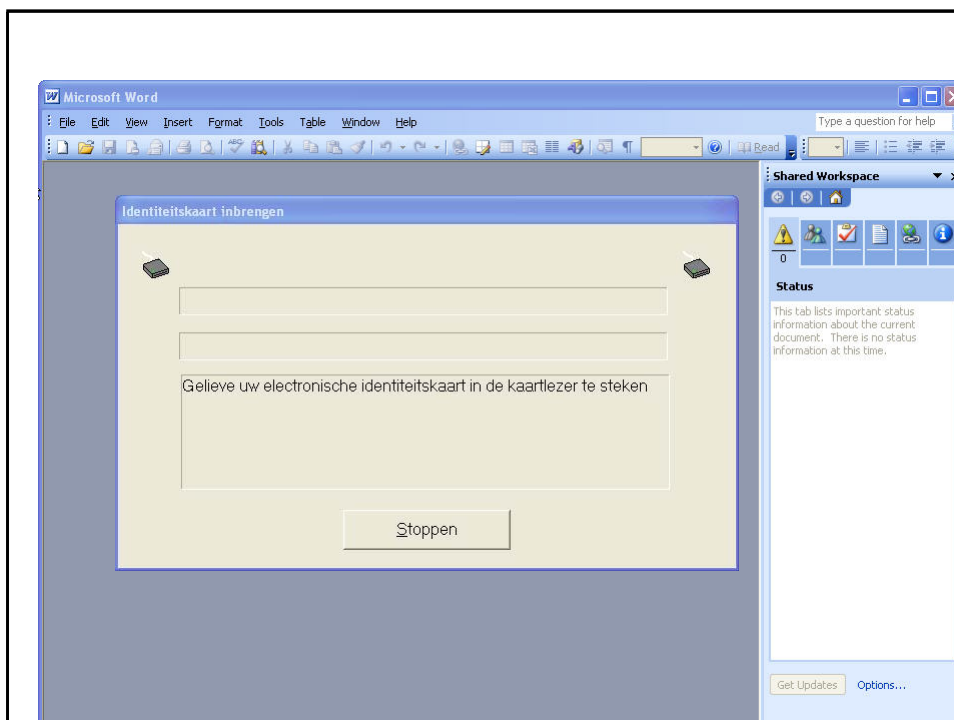 Microsoft Word
File Edit View Insert Format Tools Table Window Help
Type a question for help
Read
Shared Workspace
Identiteitskaart inbrengen
0
Status
This tab lists important status
information about the current
document. There is no status
information at this time.
Gelieve uw electronische identiteitskaart in de kaartlezer te steken
Stoppen
Get Updates Options...